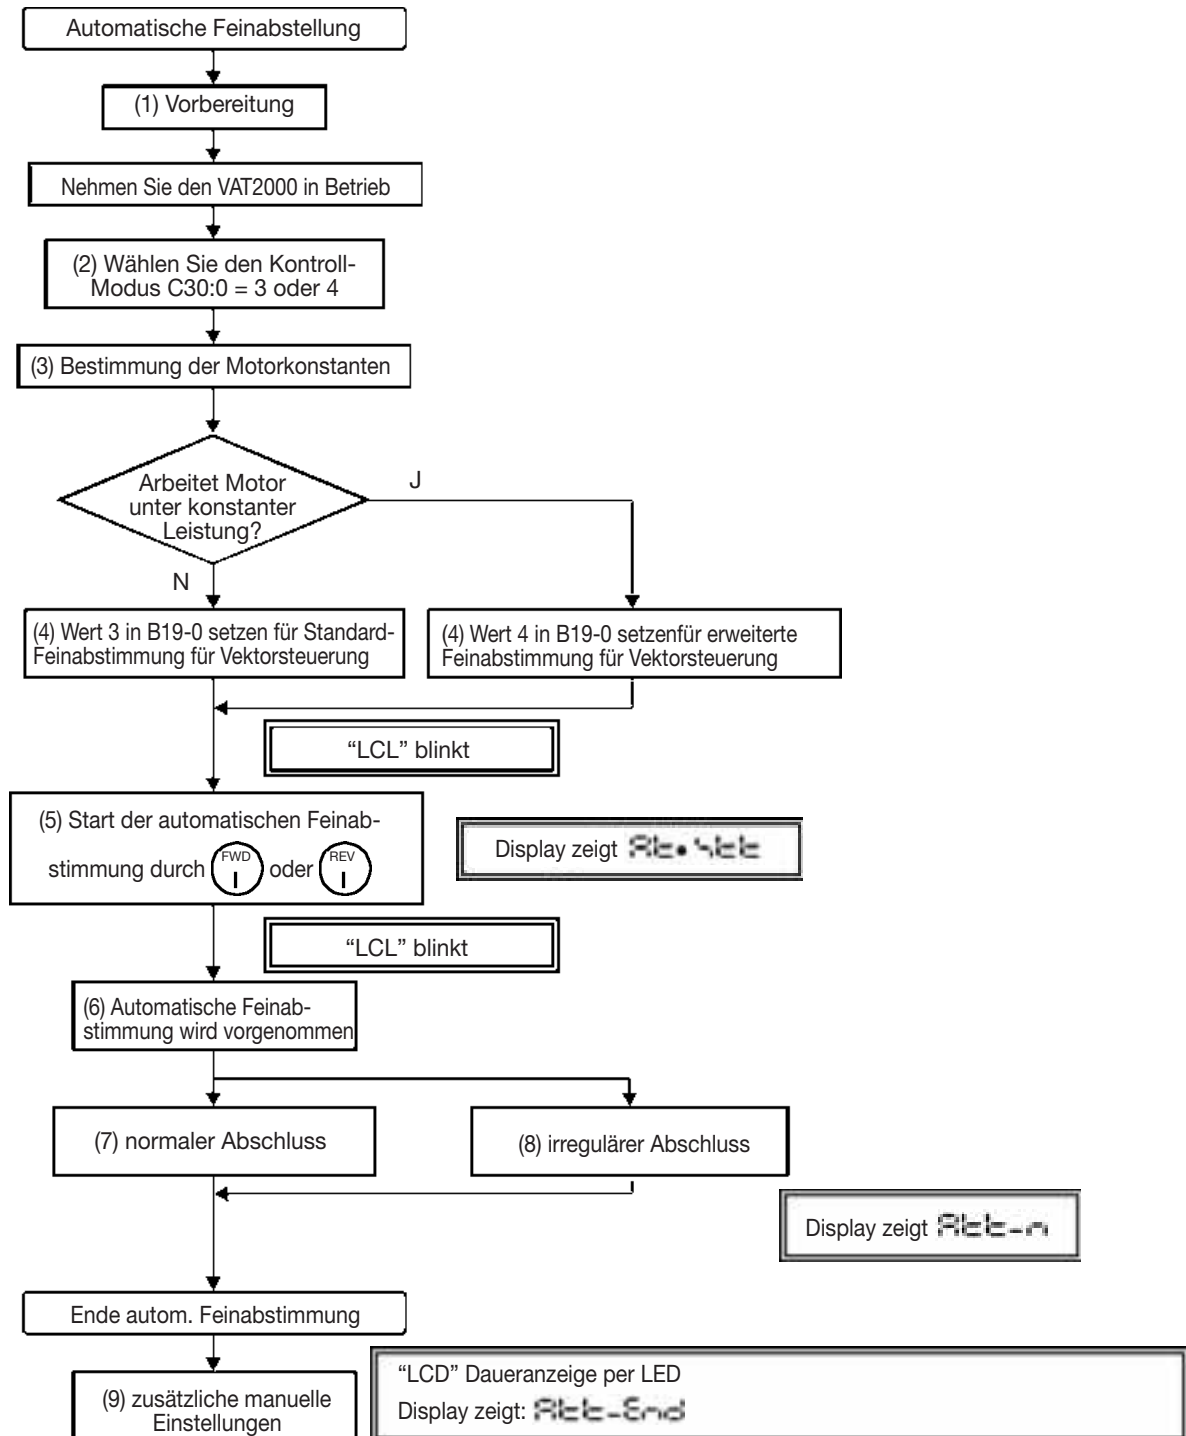 Automatische Feinabstellung
(1) Vorbereitung
Nehmen Sie den VAT2000 in Betrieb
(2) Wählen Sie den Kontroll-
Modus C30:0 = 3 oder 4
(3) Bestimmung der Motorkonstanten
Arbeitet Motor
unter konstanter
Leistung?
J
N
(4) Wert 3 in B19-0 setzen für Standard-
Feinabstimmung für Vektorsteuerung
(4) Wert 4 in B19-0 setzenfür erweiterte
Feinabstimmung für Vektorsteuerung
“LCL” blinkt
(5) Start der automatischen Feinab-
stimmung durch FWD I oder REV I
Display zeigt
“LCL” blinkt
(6) Automatische Feinab-
stimmung wird vorgenommen
(7) normaler Abschluss
(8) irregulärer Abschluss
Display zeigt Att-n
Ende autom. Feinabstimmung
(9) zusätzliche manuelle
Einstellungen
“LCD” Daueranzeige per LED
Display zeigt: Att-End